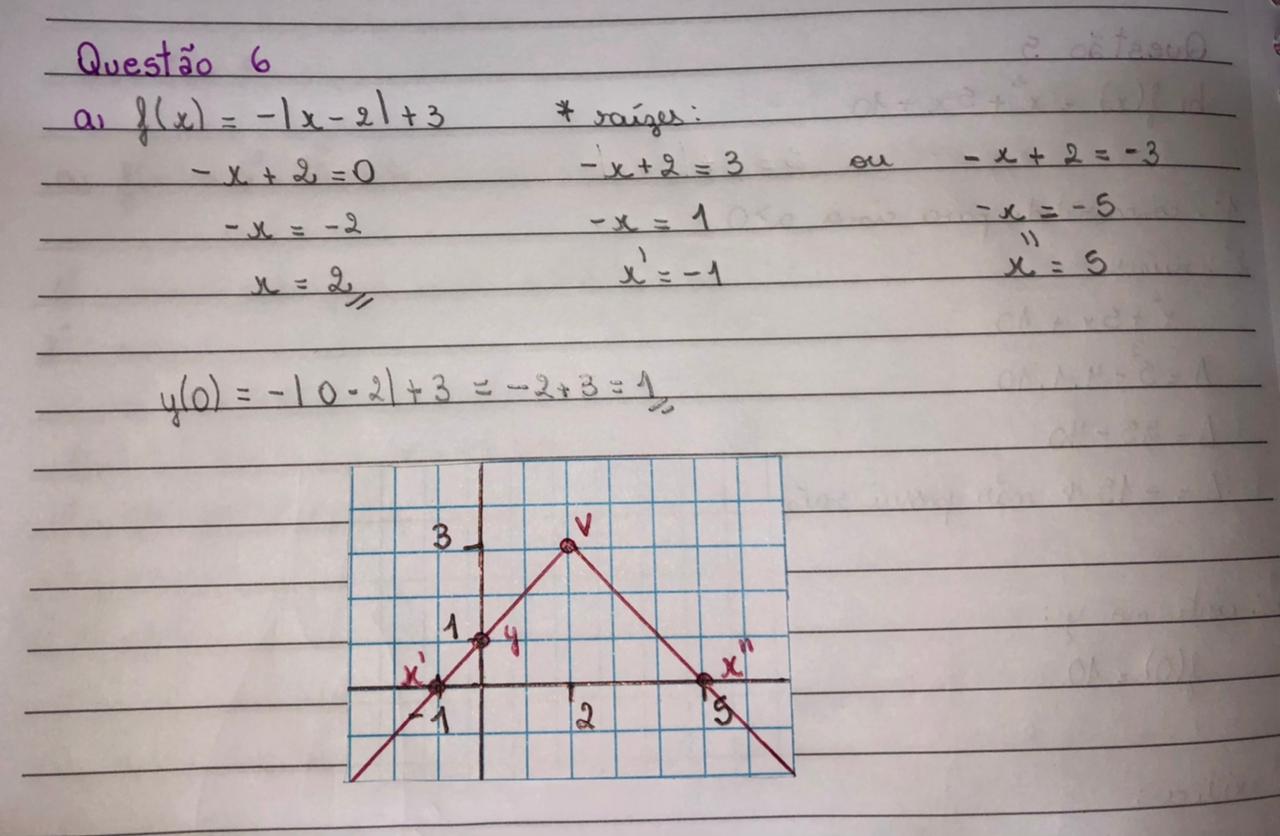 Questão 6
a) f(x) = -|x-2|+3 * raízes:
-x+2=0 -x+2=3 ou -x+2=-3
-x=-2 -x=1 -x=-5
x=2 x'=-1 x''=5
y(0) = -|0-2|+3 = -2+3=1
V
3
1 y
x' x''
-1 2 5